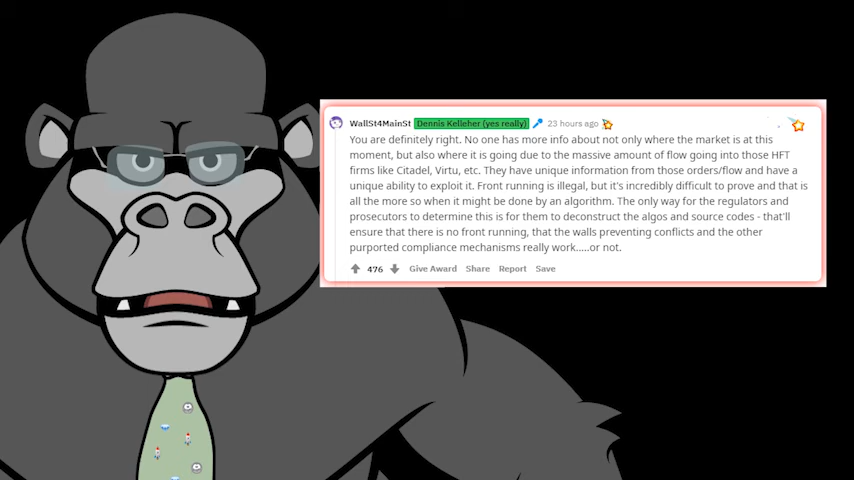 WallSt4MainSt Dennis Kelleher (yes really) 23 hours ago
You are definitely right. No one has more info about not only where the market is at this
moment, but also where it is going due to the massive amount of flow going into those HFT
firms like Citadel, Virtu, etc. They have unique information from those orders/flow and have a
unique ability to exploit it. Front running is illegal, but it's incredibly difficult to prove and that is
all the more so when it might be done by an algorithm. The only way for the regulators and
prosecutors to determine this is for them to deconstruct the algos and source codes - that'll
ensure that there is no front running, that the walls preventing conflicts and the other
purported compliance mechanisms really work.....or not.
476 Give Award Share Report Save